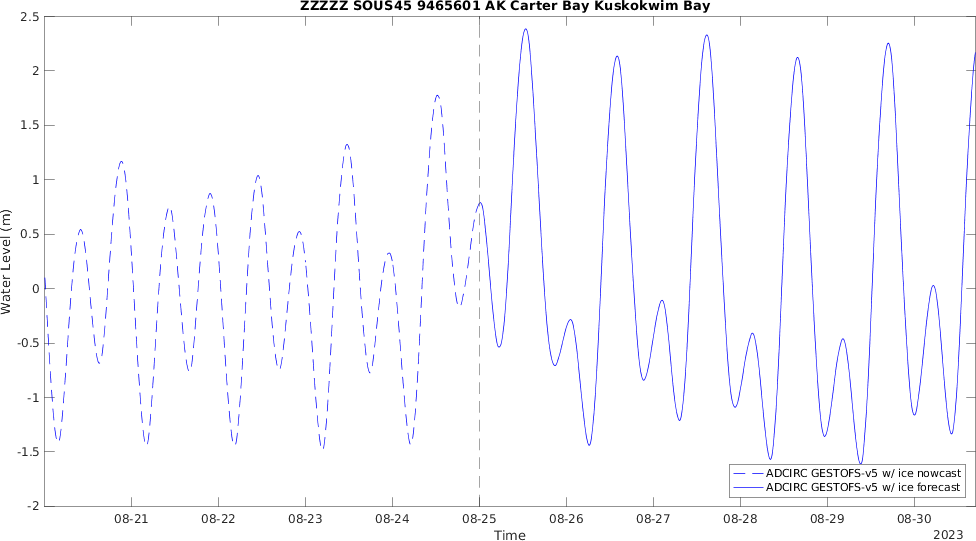 ZZZZZ SOUS45 9465601 AK Carter Bay Kuskokwim Bay
2.5
2
1.5
1
0.5
0
-0.5
-1
-1.5
-2
Water Level (m)
ADCIRC GESTOFS-v5 w/ ice nowcast
ADCIRC GESTOFS-v5 w/ ice forecast
08-21 08-22 08-23 08-24 08-25 08-26 08-27 08-28 08-29 08-30
Time
2023